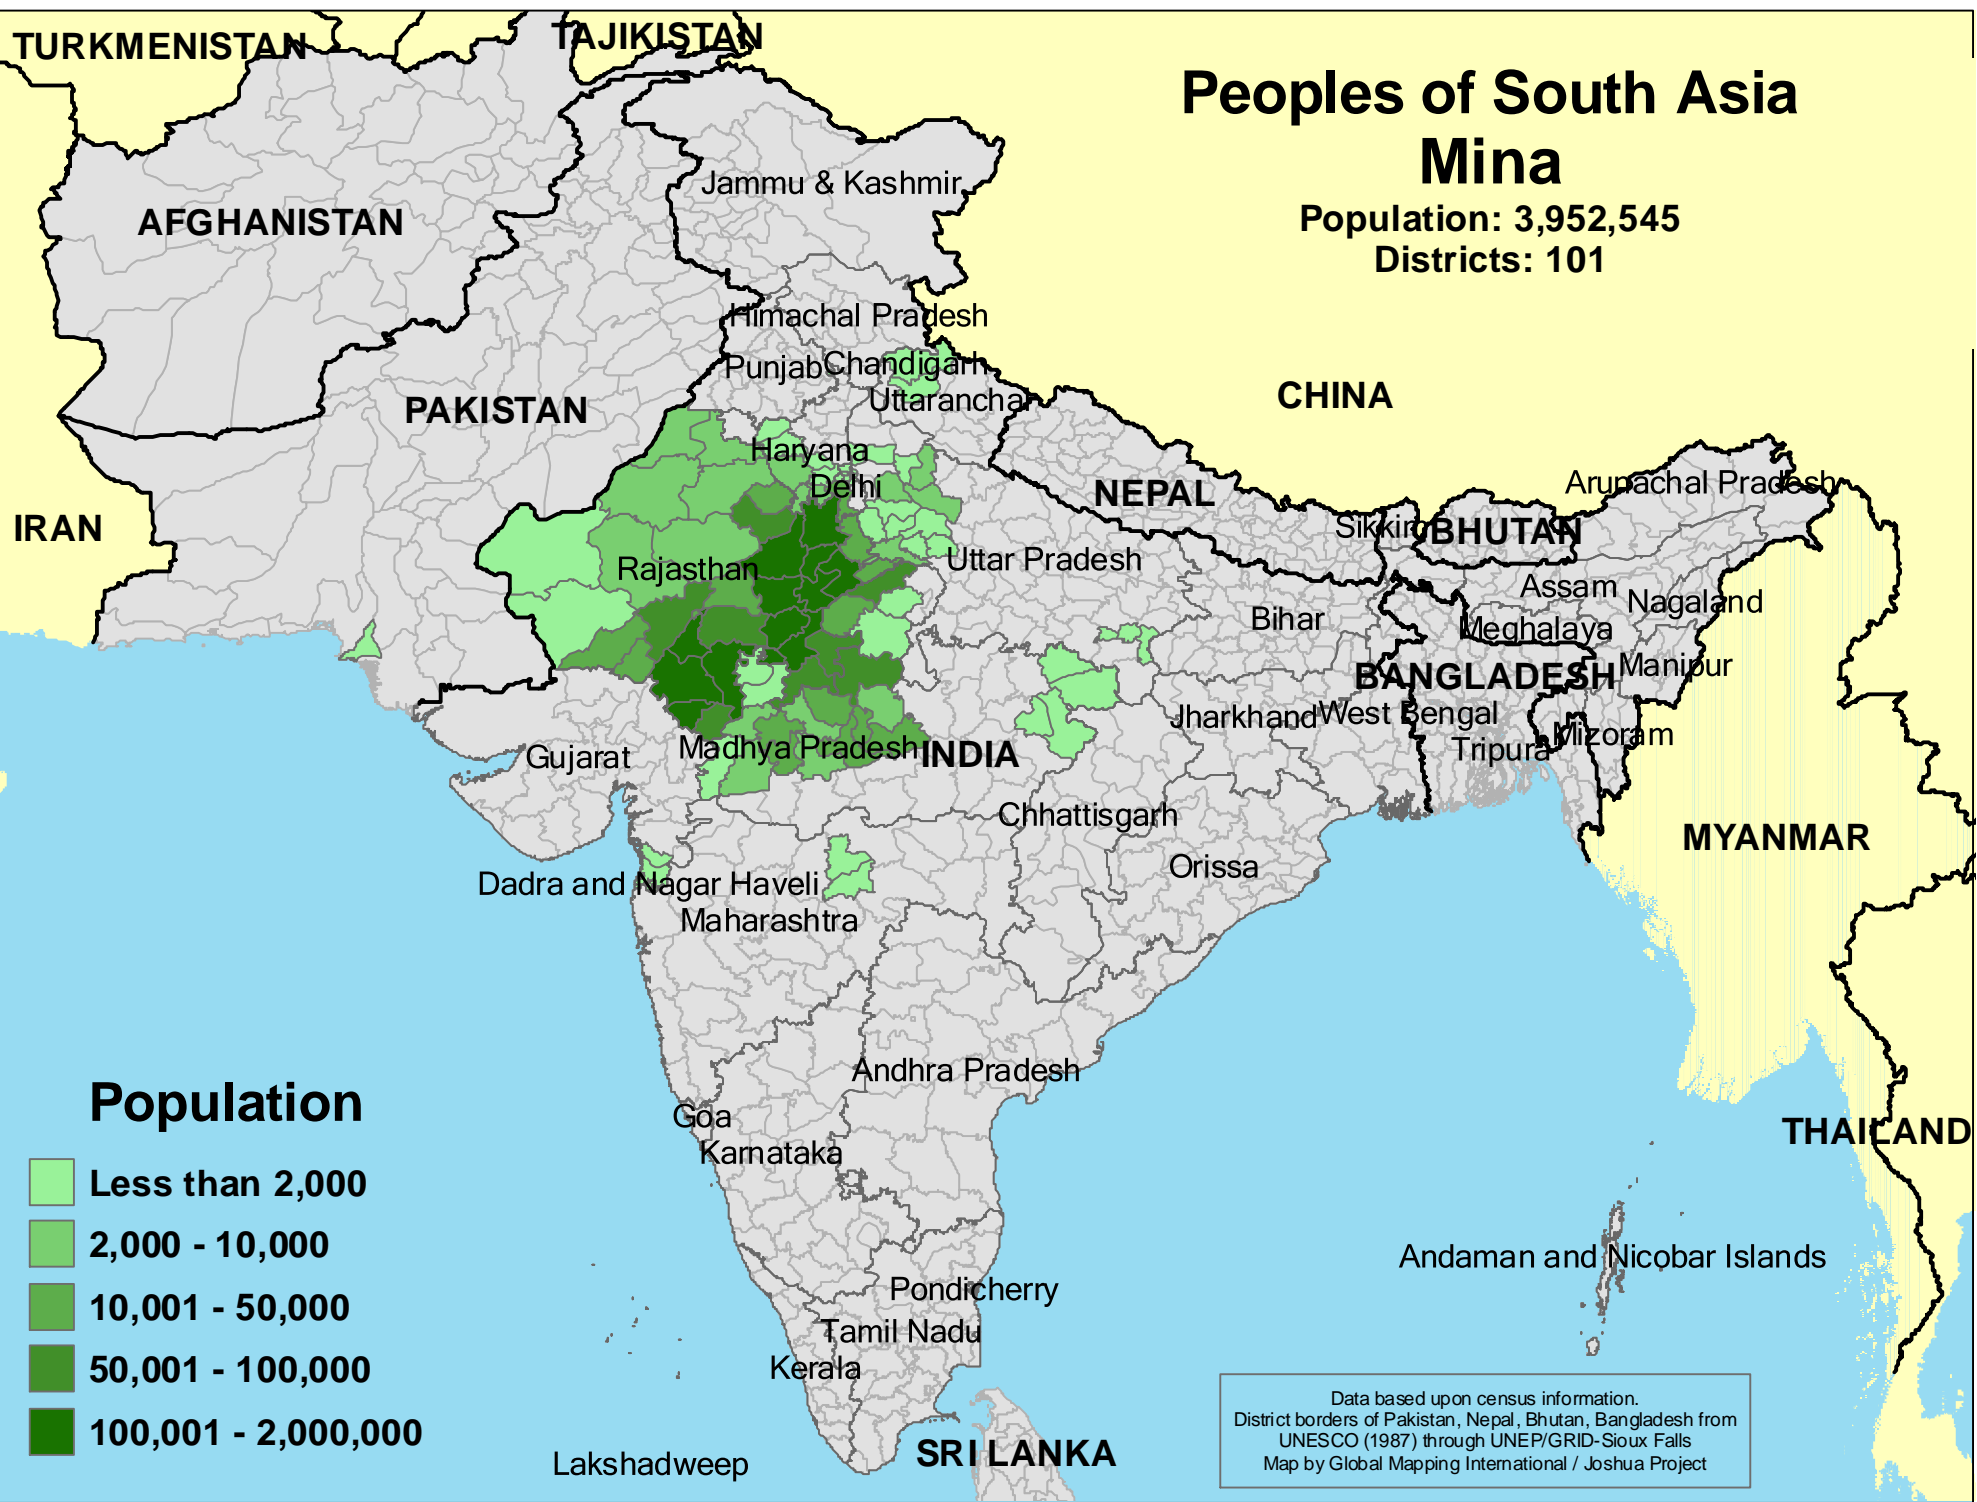 TURKMENISTAN
TAJIKISTAN
Peoples of South Asia
Mina
Population: 3,952,545
Districts: 101
Jammu & Kashmir
AFGHANISTAN
Himachal Pradesh
Punjab
Chandigarh
CHINA
Uttaranchal
PAKISTAN
Haryana
Delhi
Arunachal Pradesh
NEPAL
IRAN
Sikkim
BHUTAN
Uttar Pradesh
Rajasthan
Assam
Nagaland
Bihar
Meghalaya
Manipur
BANGLADESH
Jharkhand
West Bengal
Mizoram
Tripura
Gujarat
Madhya Pradesh
INDIA
Chhattisgarh
MYANMAR
Orissa
Dadra and Nagar Haveli
Maharashtra
Andhra Pradesh
Goa
Karnataka
THAILAND
Population
Less than 2,000
2,000 - 10,000
10,001 - 50,000
50,001 - 100,000
100,001 - 2,000,000
Andaman and Nicobar Islands
Pondicherry
Tamil Nadu
Kerala
Lakshadweep
SRI LANKA
Data based upon census information.
District borders of Pakistan, Nepal, Bhutan, Bangladesh from
UNESCO (1987) through UNEP/GRID-Sioux Falls
Map by Global Mapping International / Joshua Project